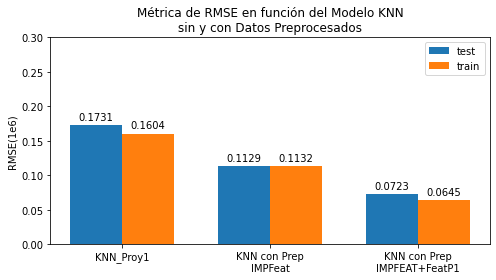 Métrica de RMSE en función del Modelo KNN
sin y con Datos Preprocesados
RMSE(1e6)
0.30
0.25
0.20
0.15
0.10
0.05
0.00
test
train
0.1731
0.1604
0.1129
0.1132
0.0723
0.0645
KNN_Proy1
KNN con Prep
IMPFeat
KNN con Prep
IMPFEAT+FeatP1